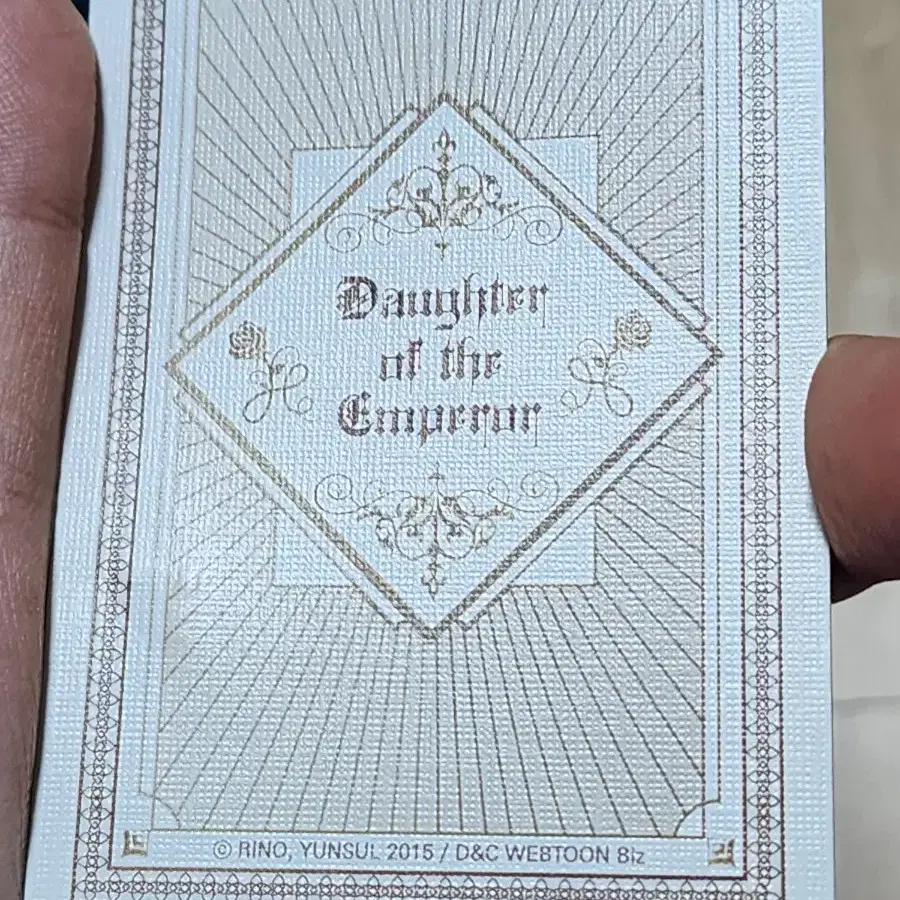 Daughter
of the
Emperor
© RINO, YUNSUL 2015 / D&C WEBTOON Biz